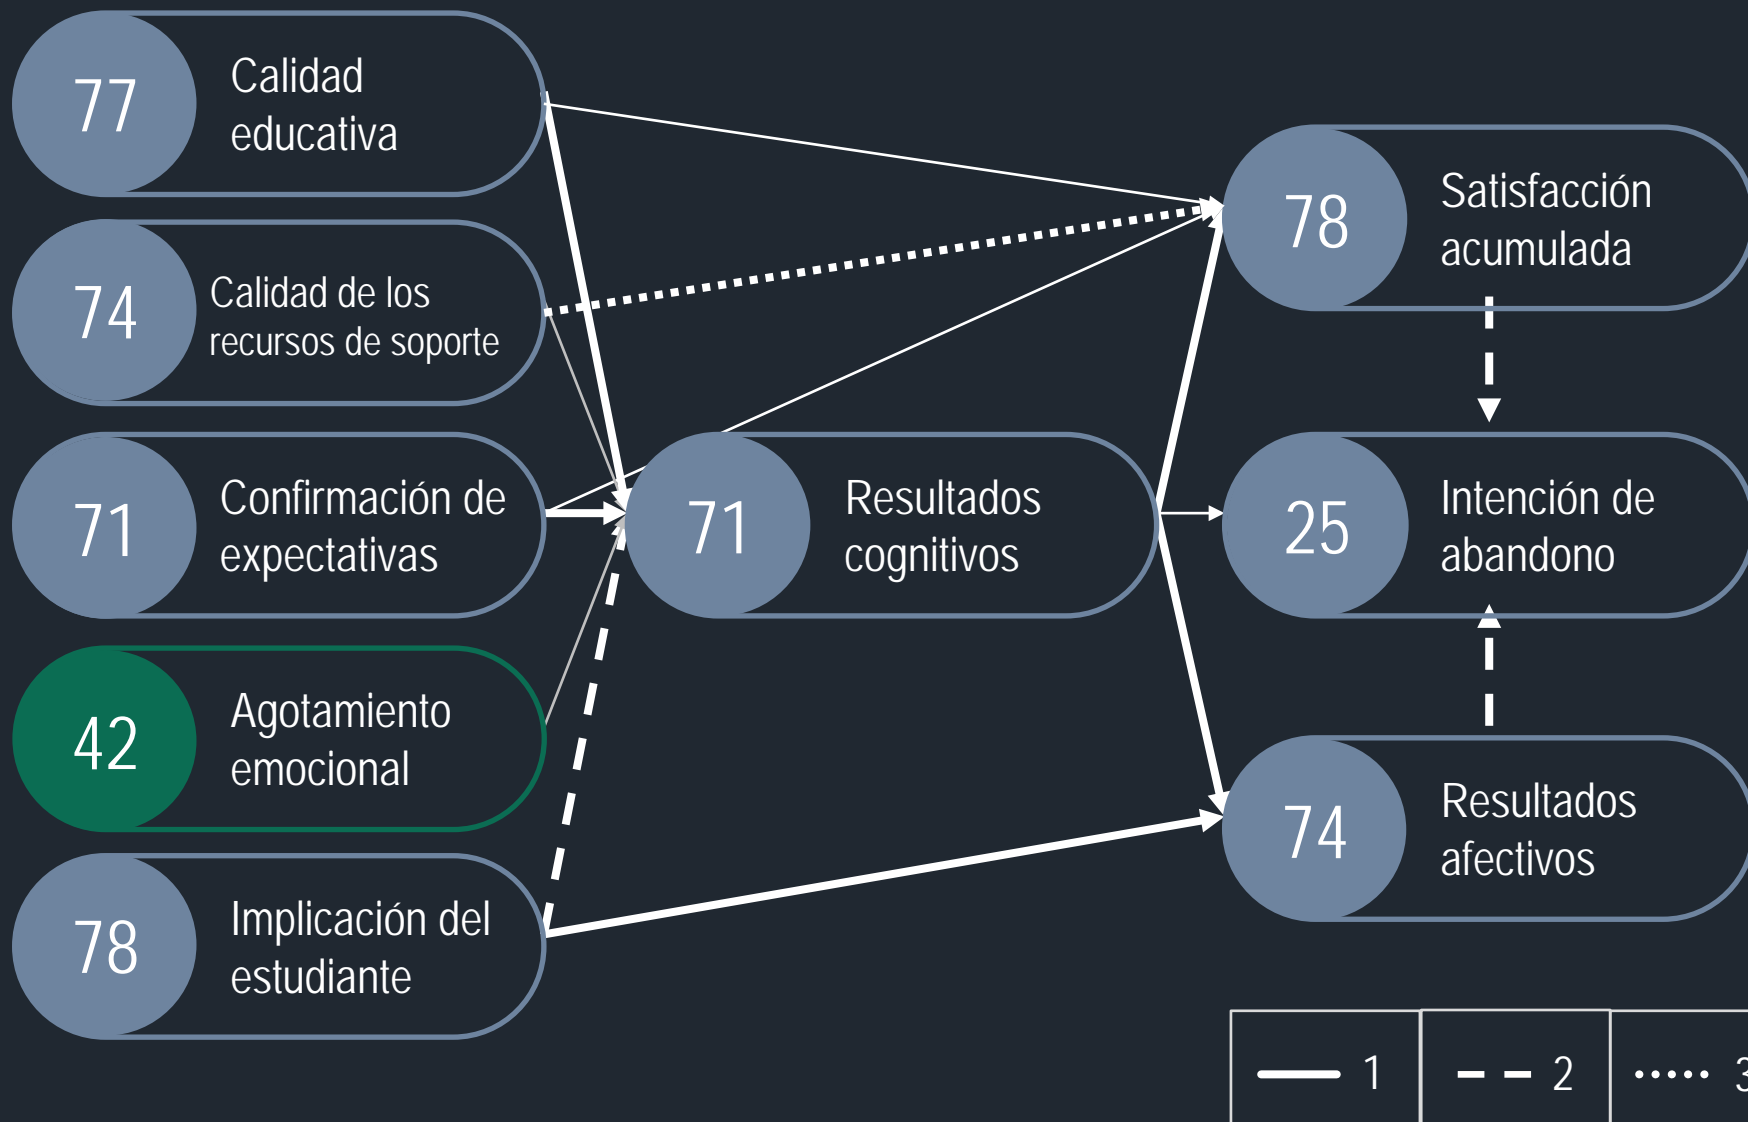 77
Calidad
educativa
74
Calidad de los
recursos de soporte
71
Confirmación de
expectativas
42
Agotamiento
emocional
78
Implicación del
estudiante
71
Resultados
cognitivos
78
Satisfacción
acumulada
25
Intención de
abandono
74
Resultados
afectivos
1
2
3